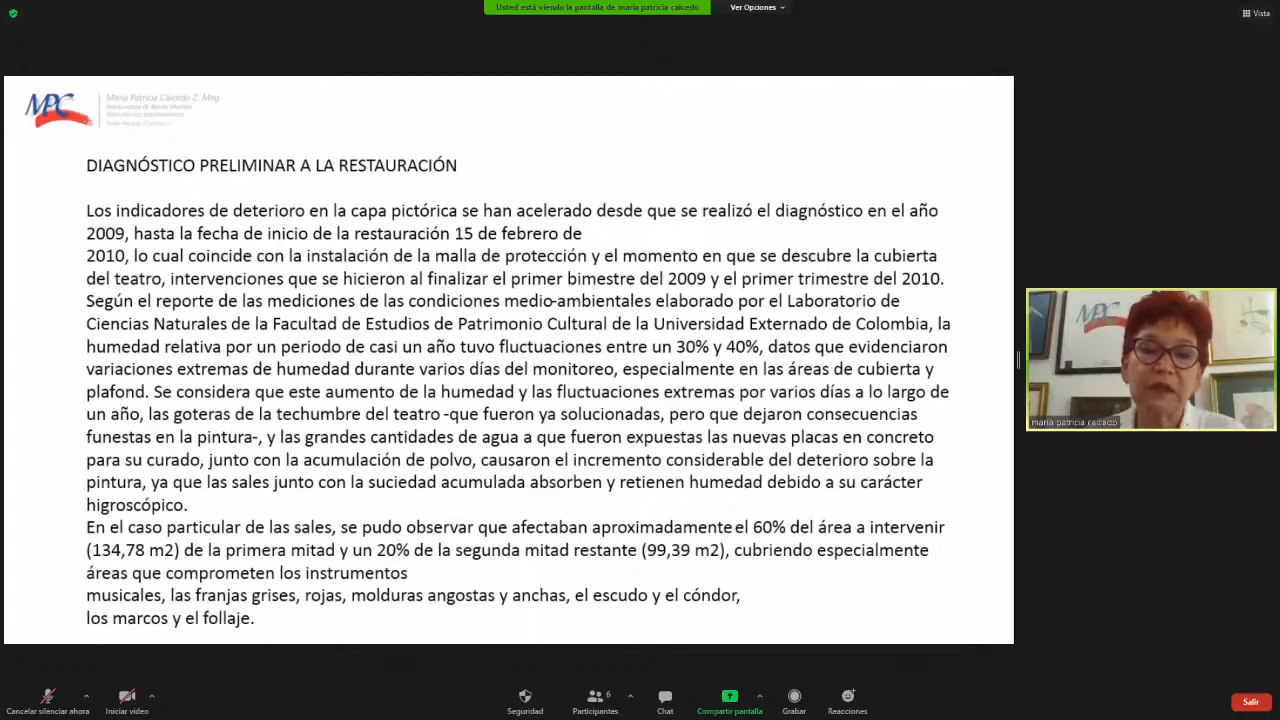 Usted está viendo la pantalla de maría patricia caicedo
Ver Opciones
Vista
MPC
María Patricia Caicedo Z. Mag.
DIAGNÓSTICO PRELIMINAR A LA RESTAURACIÓN
Los indicadores de deterioro en la capa pictórica se han acelerado desde que se realizó el diagnóstico en el año
2009, hasta la fecha de inicio de la restauración 15 de febrero de
2010, lo cual coincide con la instalación de la malla de protección y el momento en que se descubre la cubierta
del teatro, intervenciones que se hicieron al finalizar el primer bimestre del 2009 y el primer trimestre del 2010.
Según el reporte de las mediciones de las condiciones medio-ambientales elaborado por el Laboratorio de
Ciencias Naturales de la Facultad de Estudios de Patrimonio Cultural de la Universidad Externado de Colombia, la
humedad relativa por un periodo de casi un año tuvo fluctuaciones entre un 30% y 40%, datos que evidenciaron
variaciones extremas de humedad durante varios días del monitoreo, especialmente en las áreas de cubierta y
plafond. Se considera que este aumento de la humedad y las fluctuaciones extremas por varios días a lo largo de
un año, las goteras de la techumbre del teatro -que fueron ya solucionadas, pero que dejaron consecuencias
funestas en la pintura-, y las grandes cantidades de agua a que fueron expuestas las nuevas placas en concreto
para su curado, junto con la acumulación de polvo, causaron el incremento considerable del deterioro sobre la
pintura, ya que las sales junto con la suciedad acumulada absorben y retienen humedad debido a su carácter
higroscópico.
En el caso particular de las sales, se pudo observar que afectaban aproximadamente el 60% del área a intervenir
(134,78 m2) de la primera mitad y un 20% de la segunda mitad restante (99,39 m2), cubriendo especialmente
áreas que comprometen los instrumentos
musicales, las franjas grises, rojas, molduras angostas y anchas, el escudo y el cóndor,
los marcos y el follaje.
MPC
maría patricia caicedo
Cancelar silenciar ahora
Iniciar video
Seguridad
6
Participantes
Chat
Compartir pantalla
Grabar
Reacciones
Salir